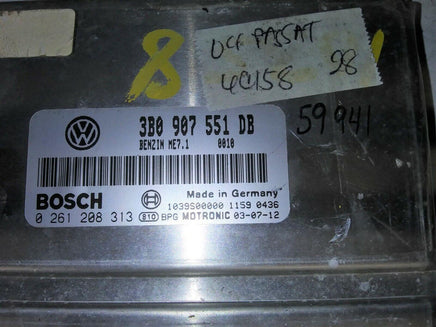 8
04 PASSAT
4C158 98
59941
3B0 907 551 DB
BENZIN ME7.1 0010
BOSCH
Made in Germany
1039S00000 1159 0436
0 261 208 313 B10 BPG MOTRONIC 03-07-12